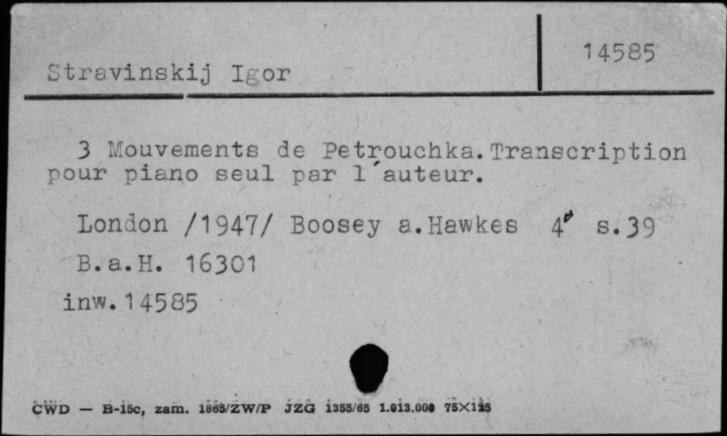 14585
Stravinskij Igor
3 Mouvements de Petrouchka.Transcription
pour piano seul par l'auteur.
London /1947/ Boosey a.Hawkes 4° s.39
B.a.H. 16301
inw.14585
CWD — B-15c, zam. 1865/ZW/P JZG 1355/65 1.013.000 75×125